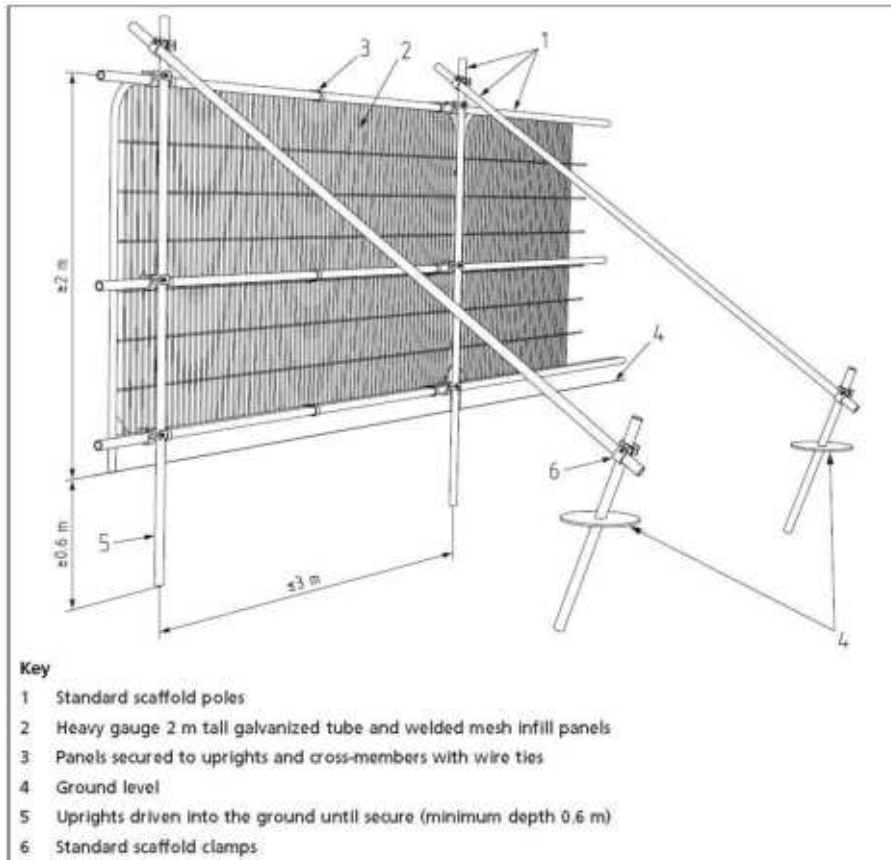 1
3
2
≥2 m
4
6
≥0.6 m
5
≤3 m
4
Key
1 Standard scaffold poles
2 Heavy gauge 2 m tall galvanized tube and welded mesh infill panels
3 Panels secured to uprights and cross-members with wire ties
4 Ground level
5 Uprights driven into the ground until secure (minimum depth 0.6 m)
6 Standard scaffold clamps